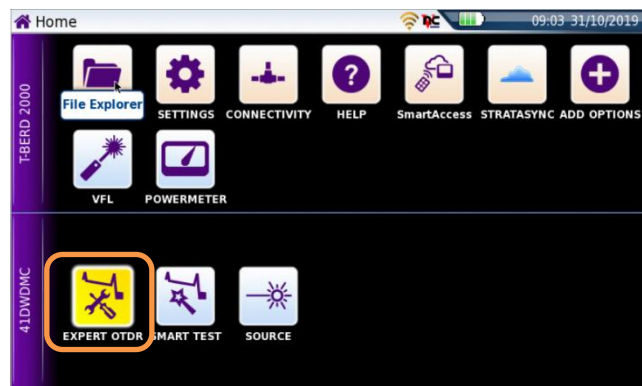 Home
09:03 31/10/2019
T-BERD 2000
File Explorer
SETTINGS
CONNECTIVITY
HELP
SmartAccess
STRATASYNC
ADD OPTIONS
VFL
POWERMETER
41DWDMC
EXPERT OTDR
SMART TEST
SOURCE